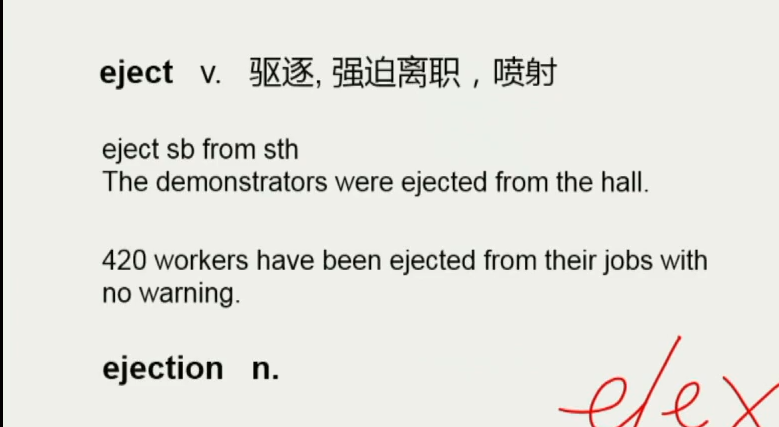 eject v. 驱逐, 强迫离职，喷射
eject sb from sth
The demonstrators were ejected from the hall.
420 workers have been ejected from their jobs with
no warning.
ejection n.
e/ex